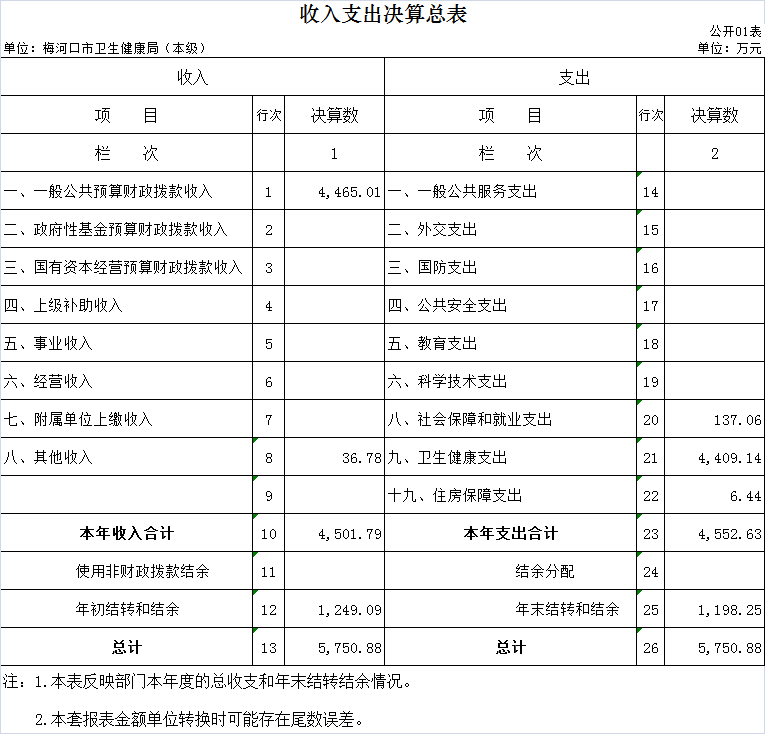 收入支出决算总表
公开01表
单位：梅河口市卫生健康局（本级） 单位：万元
收入 支出
项 目 行次 决算数 项 目 行次 决算数
栏 次 1 栏 次 2
一、一般公共预算财政拨款收入 1 4,465.01 一、一般公共服务支出 14
二、政府性基金预算财政拨款收入 2 二、外交支出 15
三、国有资本经营预算财政拨款收入 3 三、国防支出 16
四、上级补助收入 4 四、公共安全支出 17
五、事业收入 5 五、教育支出 18
六、经营收入 6 六、科学技术支出 19
七、附属单位上缴收入 7 八、社会保障和就业支出 20 137.06
八、其他收入 8 36.78 九、卫生健康支出 21 4,409.14
9 十九、住房保障支出 22 6.44
本年收入合计 10 4,501.79 本年支出合计 23 4,552.63
使用非财政拨款结余 11 结余分配 24
年初结转和结余 12 1,249.09 年末结转和结余 25 1,198.25
总计 13 5,750.88 总计 26 5,750.88
注：1.本表反映部门本年度的总收支和年末结转结余情况。
2.本套报表金额单位转换时可能存在尾数误差。